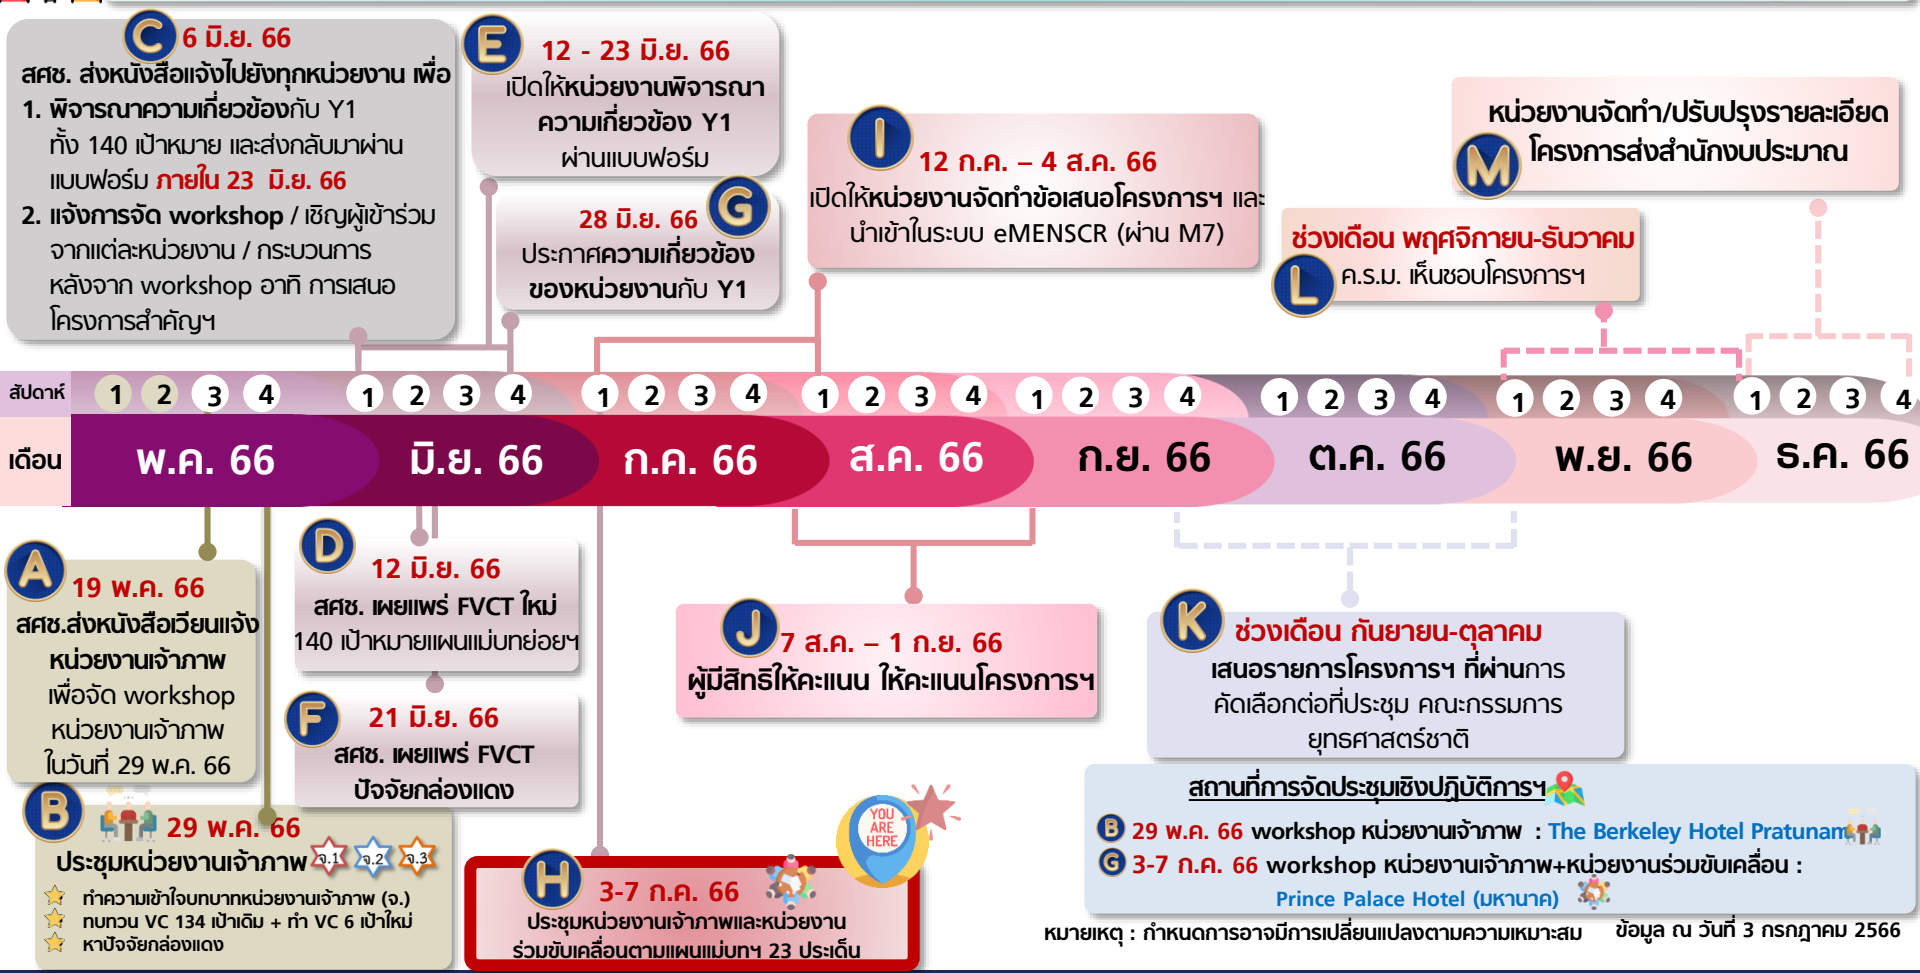 C
6 มิ.ย. 66
สศช. ส่งหนังสือแจ้งไปยังทุกหน่วยงาน เพื่อ
1. พิจารณาความเกี่ยวข้องกับ Y1
ทั้ง 140 เป้าหมาย และส่งกลับมาผ่าน
แบบฟอร์ม ภายใน 23 มิ.ย. 66
2. แจ้งการจัด workshop / เชิญผู้เข้าร่วม
จากแต่ละหน่วยงาน / กระบวนการ
หลังจาก workshop อาทิ การเสนอ
โครงการสำคัญฯ
E
12 - 23 มิ.ย. 66
เปิดให้หน่วยงานพิจารณา
ความเกี่ยวข้อง Y1
ผ่านแบบฟอร์ม
G
28 มิ.ย. 66
ประกาศความเกี่ยวข้อง
ของหน่วยงานกับ Y1
I
12 ก.ค. – 4 ส.ค. 66
เปิดให้หน่วยงานจัดทำข้อเสนอโครงการฯ และ
นำเข้าในระบบ eMENSCR (ผ่าน M7)
M
หน่วยงานจัดทำ/ปรับปรุงรายละเอียด
โครงการส่งสำนักงบประมาณ
L
ช่วงเดือน พฤศจิกายน-ธันวาคม
ค.ร.ม. เห็นชอบโครงการฯ
สัปดาห์ 1 2 3 4 1 2 3 4 1 2 3 4 1 2 3 4 1 2 3 4 1 2 3 4 1 2 3 4 1 2 3 4
เดือน พ.ค. 66 มิ.ย. 66 ก.ค. 66 ส.ค. 66 ก.ย. 66 ต.ค. 66 พ.ย. 66 ธ.ค. 66
A
19 พ.ค. 66
สศช.ส่งหนังสือเวียนแจ้ง
หน่วยงานเจ้าภาพ
เพื่อจัด workshop
หน่วยงานเจ้าภาพ
ในวันที่ 29 พ.ค. 66
B
29 พ.ค. 66
ประชุมหน่วยงานเจ้าภาพ จ.1 จ.2 จ.3
ทำความเข้าใจบทบาทหน่วยงานเจ้าภาพ (จ.)
ทบทวน VC 134 เป้าเดิม + ทำ VC 6 เป้าใหม่
หาปัจจัยกล่องแดง
D
12 มิ.ย. 66
สศช. เผยแพร่ FVCT ใหม่
140 เป้าหมายแผนแม่บทย่อยฯ
F
21 มิ.ย. 66
สศช. เผยแพร่ FVCT
ปัจจัยกล่องแดง
H
3-7 ก.ค. 66
ประชุมหน่วยงานเจ้าภาพและหน่วยงาน
ร่วมขับเคลื่อนตามแผนแม่บทฯ 23 ประเด็น
YOU
ARE
HERE
J
7 ส.ค. – 1 ก.ย. 66
ผู้มีสิทธิให้คะแนน ให้คะแนนโครงการฯ
K
ช่วงเดือน กันยายน-ตุลาคม
เสนอรายการโครงการฯ ที่ผ่านการ
คัดเลือกต่อที่ประชุม คณะกรรมการ
ยุทธศาสตร์ชาติ
สถานที่การจัดประชุมเชิงปฏิบัติการฯ
B 29 พ.ค. 66 workshop หน่วยงานเจ้าภาพ : The Berkeley Hotel Pratunam
G 3-7 ก.ค. 66 workshop หน่วยงานเจ้าภาพ+หน่วยงานร่วมขับเคลื่อน :
Prince Palace Hotel (มหานาค)
หมายเหตุ : กำหนดการอาจมีการเปลี่ยนแปลงตามความเหมาะสม
ข้อมูล ณ วันที่ 3 กรกฎาคม 2566